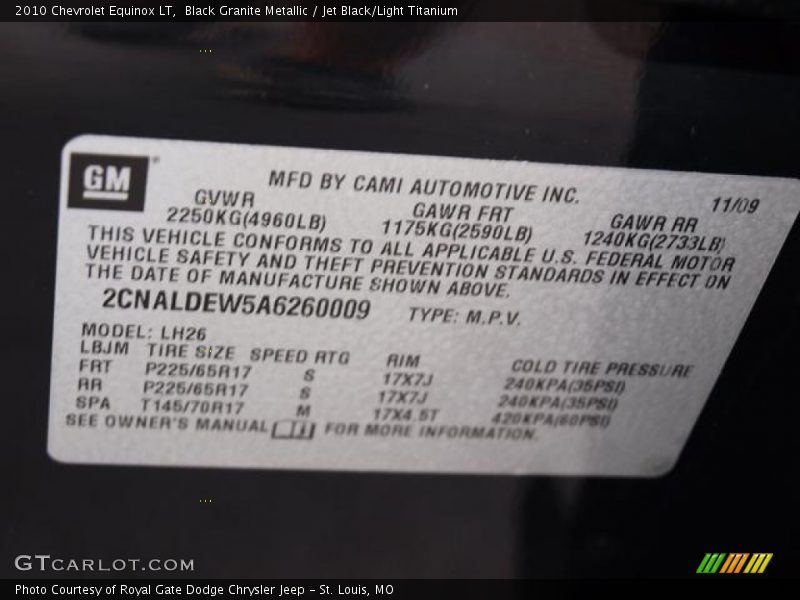 2010 Chevrolet Equinox LT,  Black Granite Metallic / Jet Black/Light Titanium
GM
MFD BY CAMI AUTOMOTIVE INC.
11/09
GVWR GAWR FRT GAWR RR
2250KG(4960LB) 1175KG(2590LB) 1240KG(2733LB)
THIS VEHICLE CONFORMS TO ALL APPLICABLE U.S. FEDERAL MOTOR
VEHICLE SAFETY AND THEFT PREVENTION STANDARDS IN EFFECT ON
THE DATE OF MANUFACTURE SHOWN ABOVE.
2CNALDEW5A6260009 TYPE: M.P.V.
MODEL: LH26
LBJM TIRE SIZE SPEED RTG RIM COLD TIRE PRESSURE
FRT P225/65R17 S 17X7J 240KPA(35PSI)
RR P225/65R17 S 17X7J 240KPA(35PSI)
SPA T145/70R17 M 17X4.5T 420KPA(60PSI)
SEE OWNER'S MANUAL FOR MORE INFORMATION.
GTCARLOT.COM
Photo Courtesy of Royal Gate Dodge Chrysler Jeep - St. Louis, MO